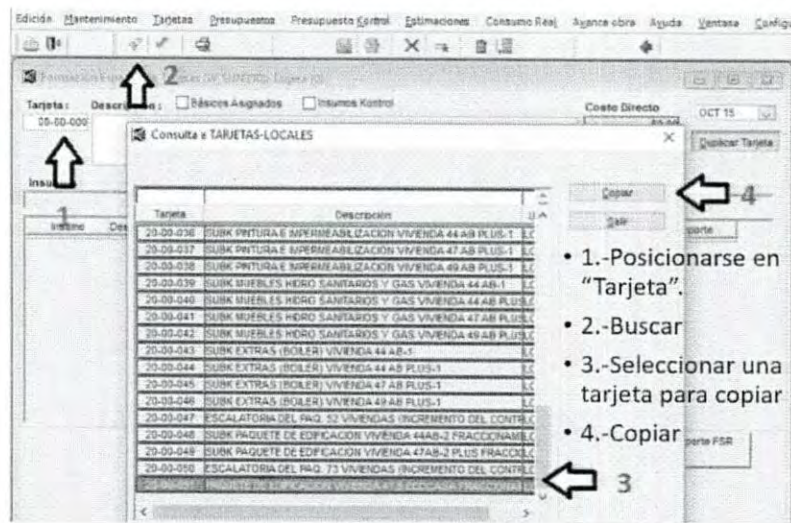 Edición Mantenimiento Tarjetas Presupuestos Presupuesto Kontrol Estimaciones Consumo Real Avance obra Ayuda Ventana
2
Tarjeta: Descripción: Básicos Asignados Insumos Kontrol Costo Directo OCT 15
00-00-000 Duplicar Tarjeta
Consulta e TARJETAS-LOCALES
Copiar 4
1
Tarjeta Descripción
Salir
20-00-036 SUBK PINTURA E IMPERMEABILIZACION VIVIENDA 44 AB PLUS-1
20-00-037 SUBK PINTURA E IMPERMEABILIZACION VIVIENDA 47 AB PLUS-1
20-00-038 SUBK PINTURA E IMPERMEABILIZACION VIVIENDA 49 AB PLUS-1
20-00-039 SUBK MUEBLES HIDRO SANITARIOS Y GAS VIVIENDA 44 AB-1
20-00-040 SUBK MUEBLES HIDRO SANITARIOS Y GAS VIVIENDA 44 AB PLUS
20-00-041 SUBK MUEBLES HIDRO SANITARIOS Y GAS VIVIENDA 47 AB PLUS
20-00-042 SUBK MUEBLES HIDRO SANITARIOS Y GAS VIVIENDA 49 AB PLUS
20-00-043 SUBK EXTRAS (BOILER) VIVIENDA 44 AB-1
20-00-044 SUBK EXTRAS (BOILER) VIVIENDA 44 AB PLUS-1
20-00-045 SUBK EXTRAS (BOILER) VIVIENDA 47 AB PLUS-1
20-00-046 SUBK EXTRAS (BOILER) VIVIENDA 49 AB PLUS-1
20-00-047 ESCALATORIA DEL PAQ. 52 VIVIENDAS (INCREMENTO DEL CONTR
20-00-048 SUBK PAQUETE DE EDIFICACION VIVIENDA 44AB-2 FRACCIONAM
20-00-049 SUBK PAQUETE DE EDIFICACION VIVIENDA 47AB-2 PLUS FRACCIO
20-00-050 ESCALATORIA DEL PAQ. 73 VIVIENDAS (INCREMENTO DEL CONTR
3
• 1.-Posicionarse en
"Tarjeta".
• 2.-Buscar
• 3.-Seleccionar una
tarjeta para copiar
• 4.-Copiar